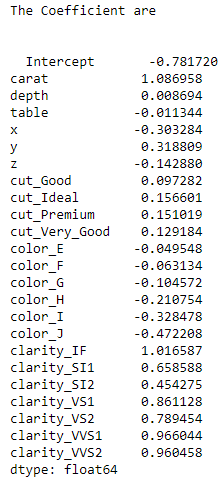 The Coefficient are
Intercept -0.781720
carat 1.086958
depth 0.008694
table -0.011344
x -0.303284
y 0.318809
z -0.142880
cut_Good 0.097282
cut_Ideal 0.156601
cut_Premium 0.151019
cut_Very_Good 0.129184
color_E -0.049548
color_F -0.063134
color_G -0.104572
color_H -0.210754
color_I -0.328478
color_J -0.472208
clarity_IF 1.016587
clarity_SI1 0.658588
clarity_SI2 0.454275
clarity_VS1 0.861128
clarity_VS2 0.789454
clarity_VVS1 0.966044
clarity_VVS2 0.960458
dtype: float64